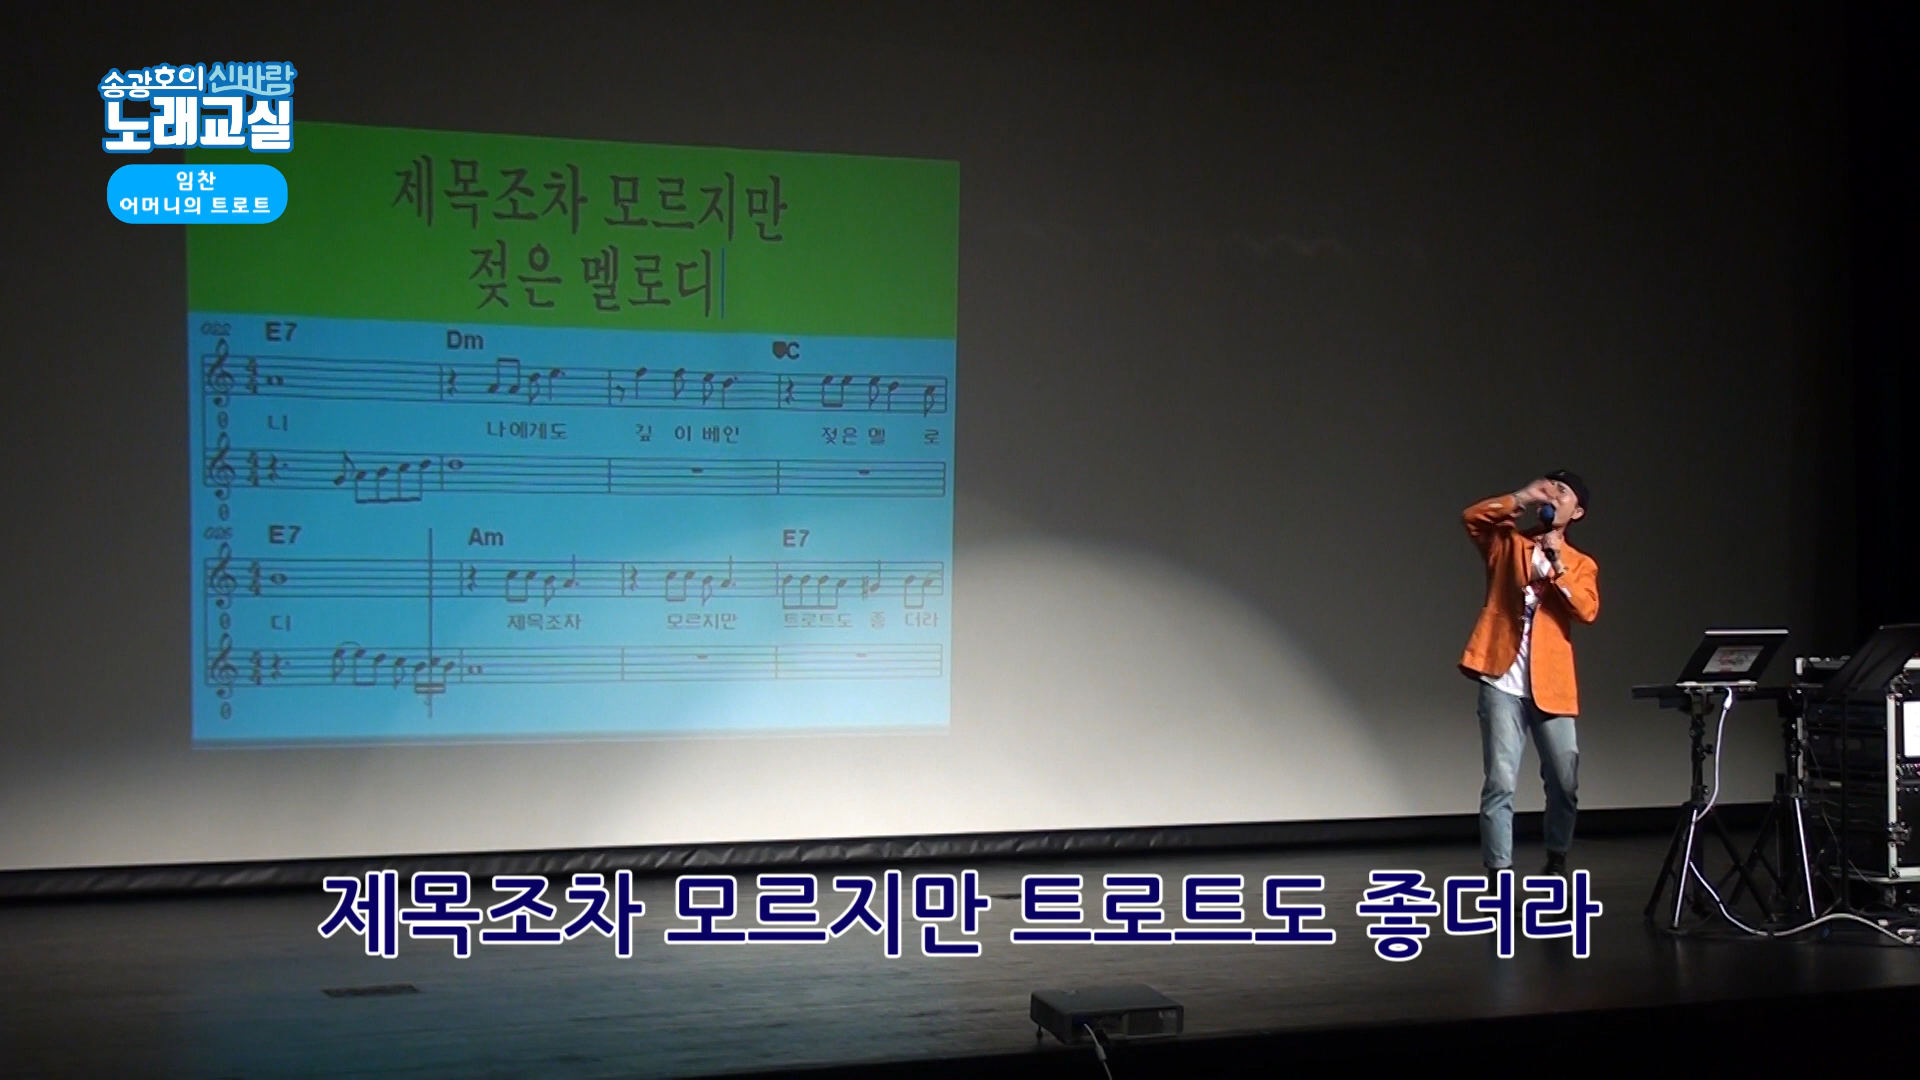 송광호의 신바람
노래교실
임찬
어머니의 트로트
제목조차 모르지만
젖은 멜로디
022 E7 Dm C
니 나에게도 깊 이 베인 젖은 멜 로
026 E7 Am E7
디 제목조차 모르지만 트로트도 좋 더라
제목조차 모르지만 트로트도 좋더라